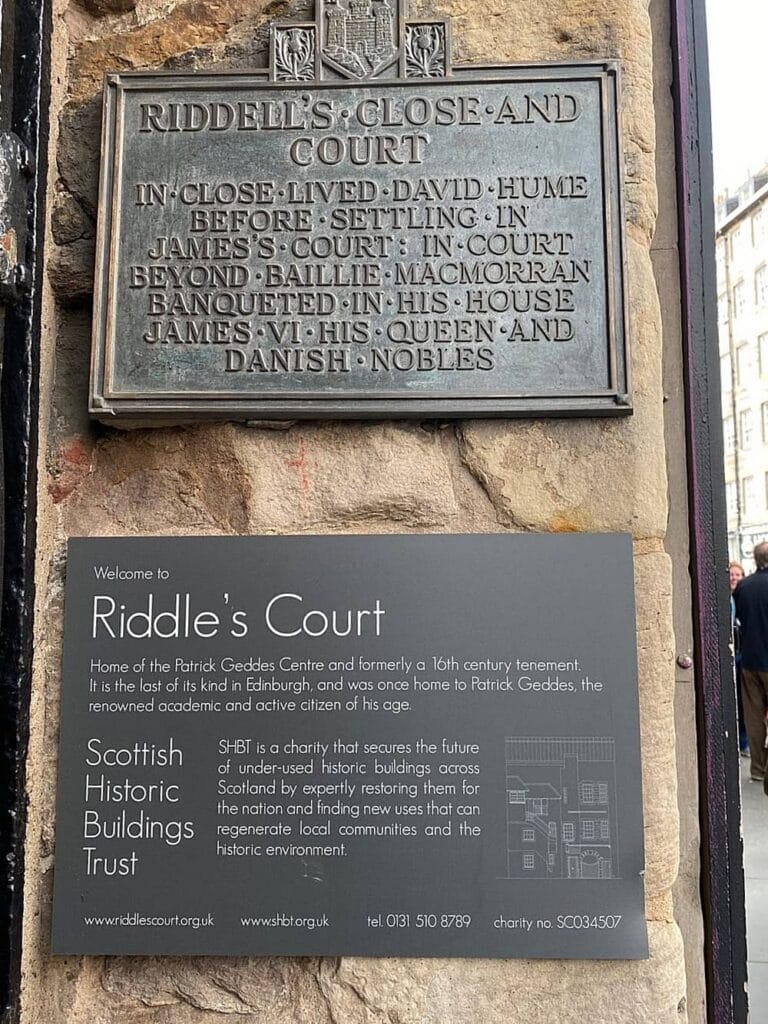 RIDDELL'S·CLOSE·AND
COURT
IN·CLOSE·LIVED·DAVID·HUME
BEFORE·SETTLING·IN
JAMES'S·COURT: IN·COURT
BEYOND·BAILLIE·MACMORRAN
BANQUETED·IN·HIS·HOUSE
JAMES·VI·HIS·QUEEN·AND
DANISH·NOBLES
Welcome to
Riddle's Court
Home of the Patrick Geddes Centre and formerly a 16th century tenement.
It is the last of its kind in Edinburgh, and was once home to Patrick Geddes, the
renowned academic and active citizen of his age.
Scottish
Historic
Buildings
Trust
SHBT is a charity that secures the future
of under-used historic buildings across
Scotland by expertly restoring them for
the nation and finding new uses that can
regenerate local communities and the
historic environment.
www.riddlescourt.org.uk www.shbt.org.uk tel. 0131 510 8789 charity no. SC034507